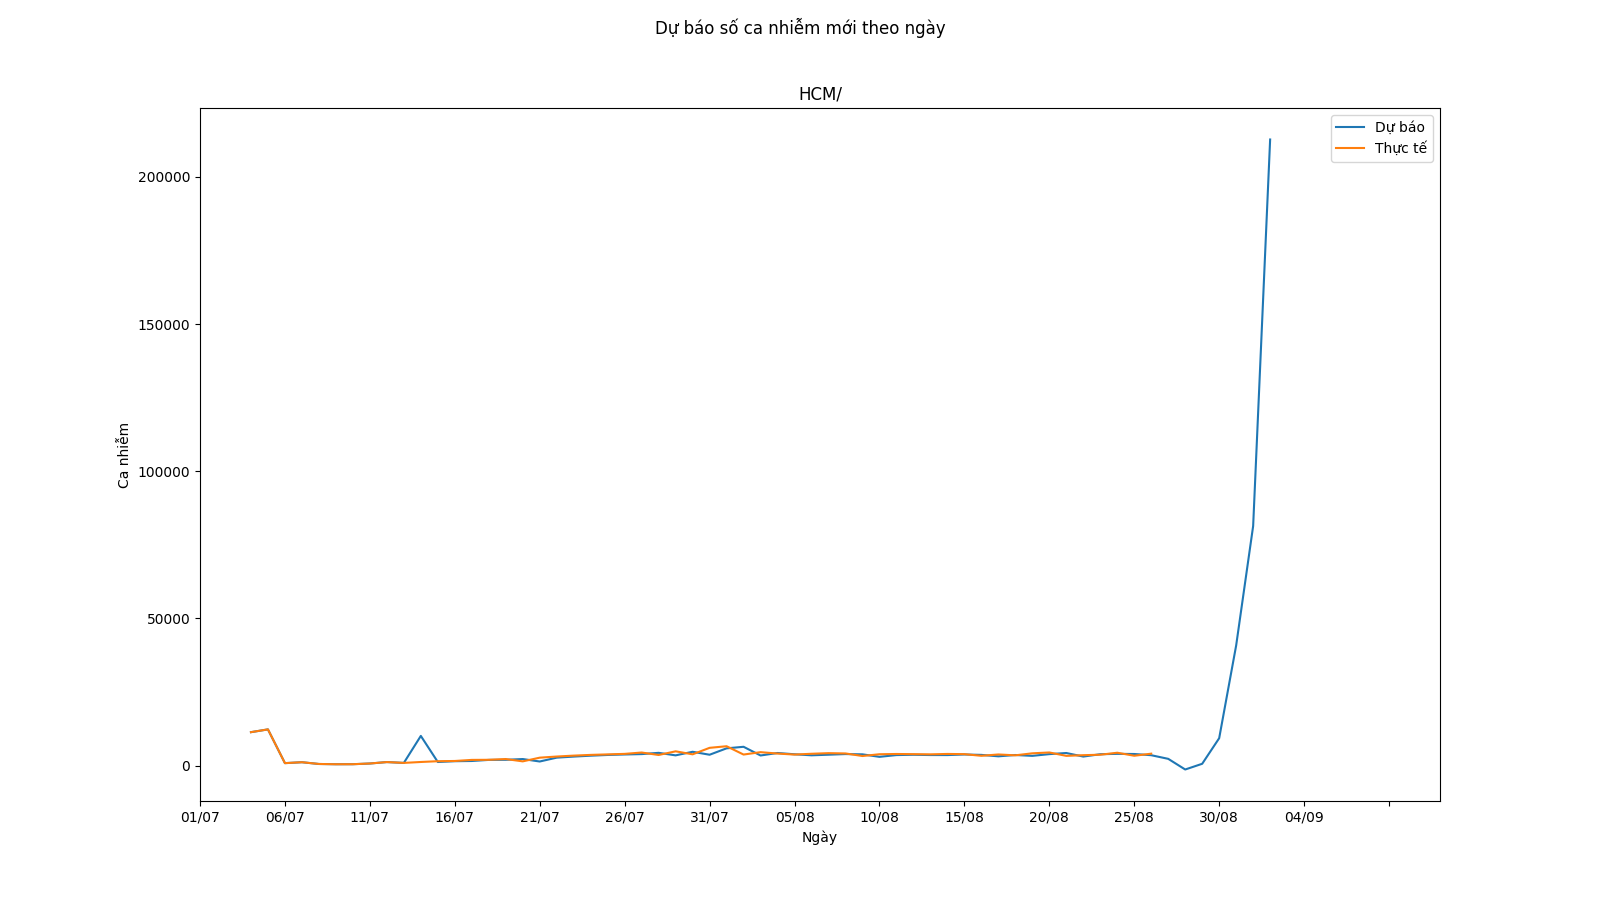 Dự báo số ca nhiễm mới theo ngày
HCM/
Dự báo
Thực tế
200000
150000
100000
50000
0
Ca nhiễm
01/07 06/07 11/07 16/07 21/07 26/07 31/07 05/08 10/08 15/08 20/08 25/08 30/08 04/09
Ngày